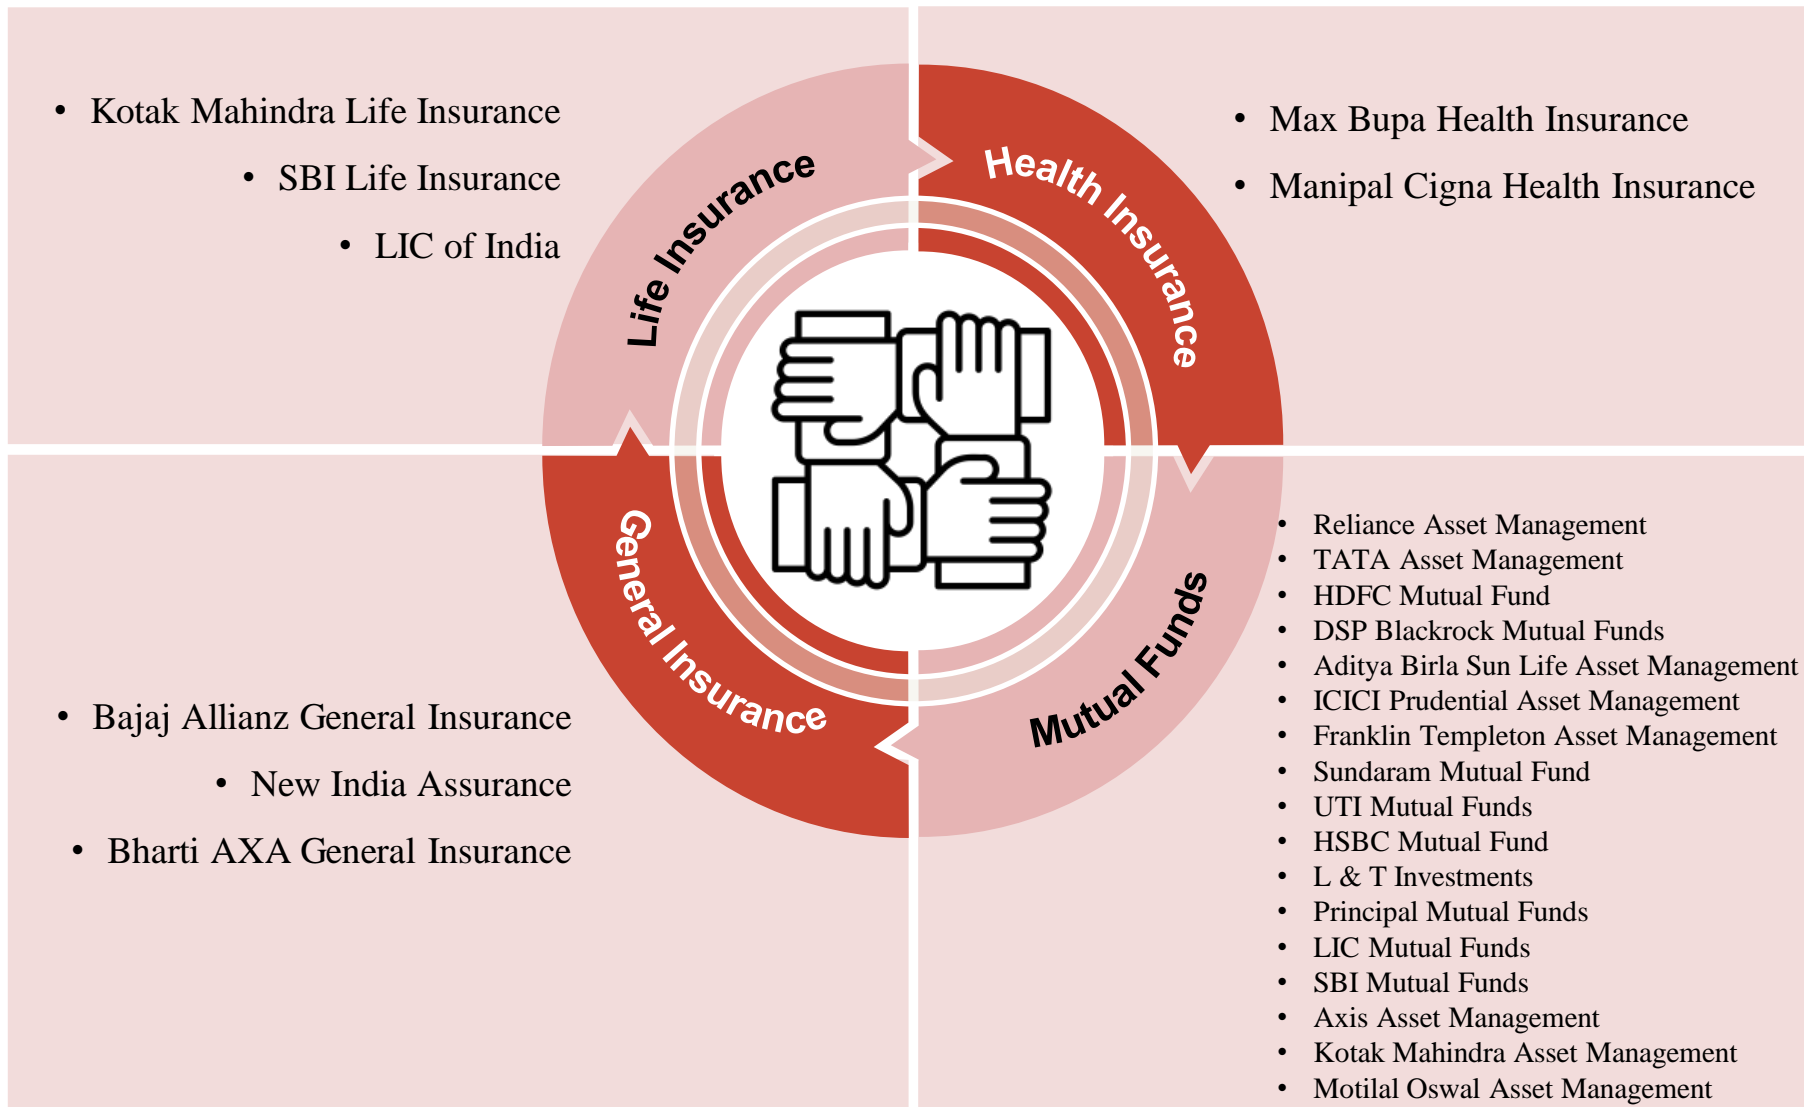 • Kotak Mahindra Life Insurance
• SBI Life Insurance
• LIC of India
Life Insurance
Health Insurance
• Max Bupa Health Insurance
• Manipal Cigna Health Insurance
General Insurance
• Bajaj Allianz General Insurance
• New India Assurance
• Bharti AXA General Insurance
Mutual Funds
• Reliance Asset Management
• TATA Asset Management
• HDFC Mutual Fund
• DSP Blackrock Mutual Funds
• Aditya Birla Sun Life Asset Management
• ICICI Prudential Asset Management
• Franklin Templeton Asset Management
• Sundaram Mutual Fund
• UTI Mutual Funds
• HSBC Mutual Fund
• L & T Investments
• Principal Mutual Funds
• LIC Mutual Funds
• SBI Mutual Funds
• Axis Asset Management
• Kotak Mahindra Asset Management
• Motilal Oswal Asset Management